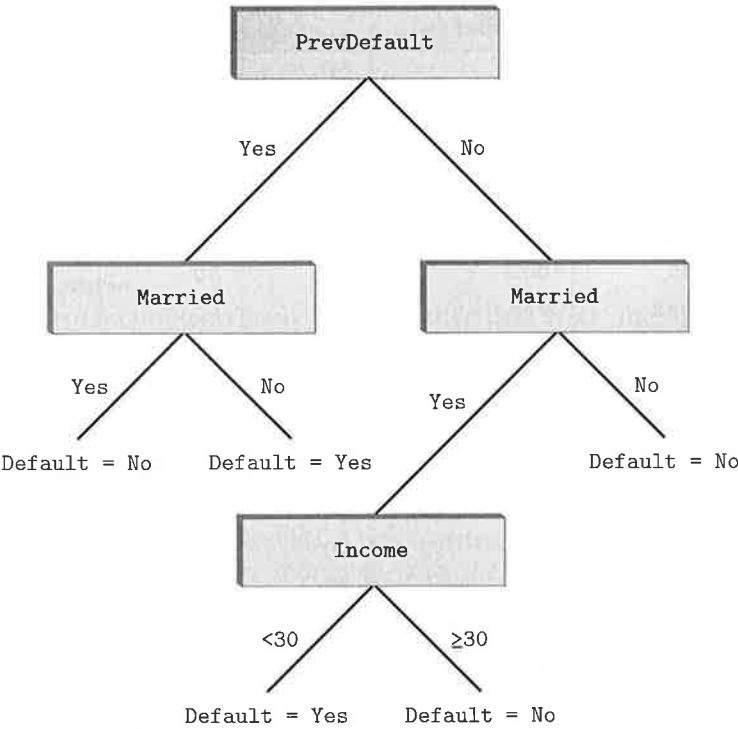 PrevDefault
Yes
No
Married
Married
Yes
No
Yes
No
Default = No
Default = Yes
Default = No
Income
<30
≥30
Default = Yes
Default = No